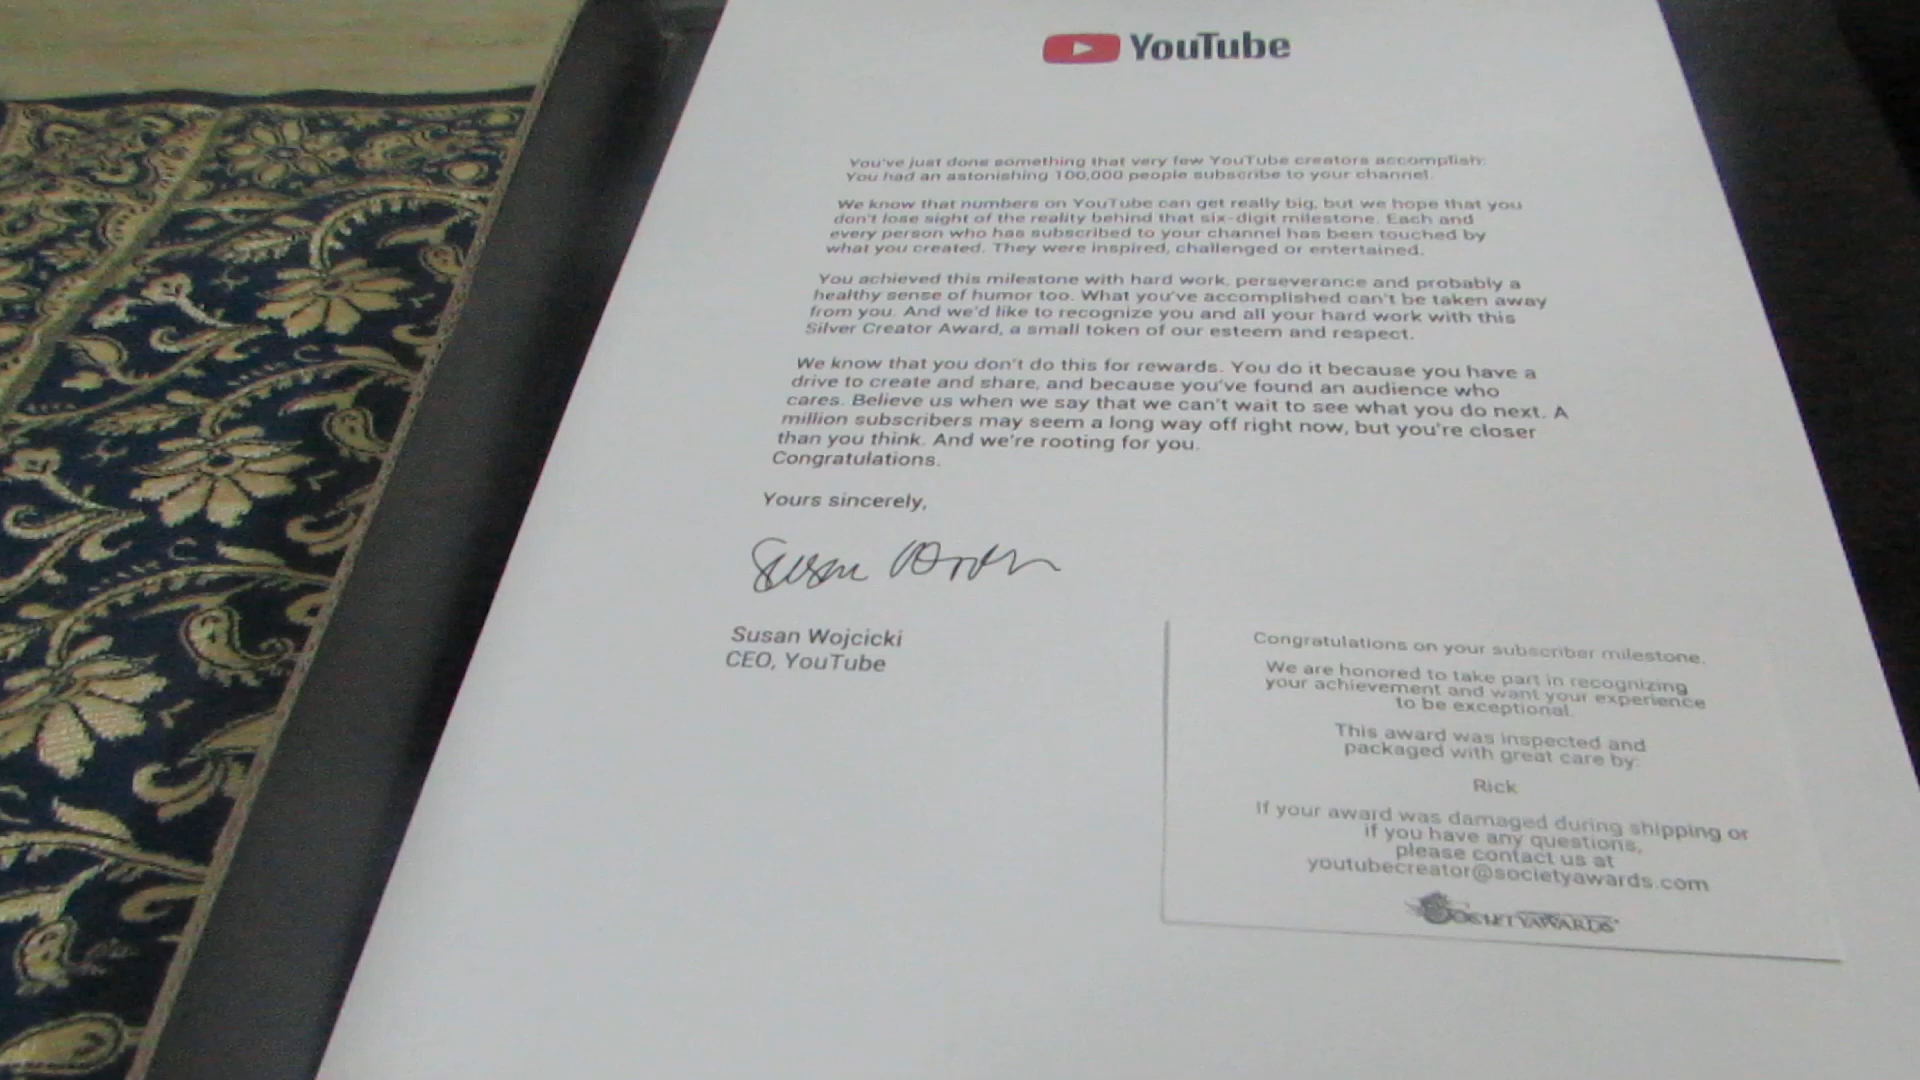 YouTube
You've just done something that very few YouTube creators accomplish:
You had an astonishing 100,000 people subscribe to your channel.
We know that numbers on YouTube can get really big, but we hope that you
don't lose sight of the reality behind that six-digit milestone. Each and
every person who has subscribed to your channel has been touched by
what you created. They were inspired, challenged or entertained.
You achieved this milestone with hard work, perseverance and probably a
healthy sense of humor too. What you've accomplished can't be taken away
from you. And we'd like to recognize you and all your hard work with this
Silver Creator Award, a small token of our esteem and respect.
We know that you don't do this for rewards. You do it because you have a
drive to create and share, and because you've found an audience who
cares. Believe us when we say that we can't wait to see what you do next. A
million subscribers may seem a long way off right now, but you're closer
than you think. And we're rooting for you.
Congratulations.
Yours sincerely,
Susan Wojcicki
CEO, YouTube
Congratulations on your subscriber milestone.
We are honored to take part in recognizing
your achievement and want your experience
to be exceptional.
This award was inspected and
packaged with great care by:
Rick
If your award was damaged during shipping or
if you have any questions,
please contact us at
youtubecreator@societyawards.com
SOCIETY AWARDS